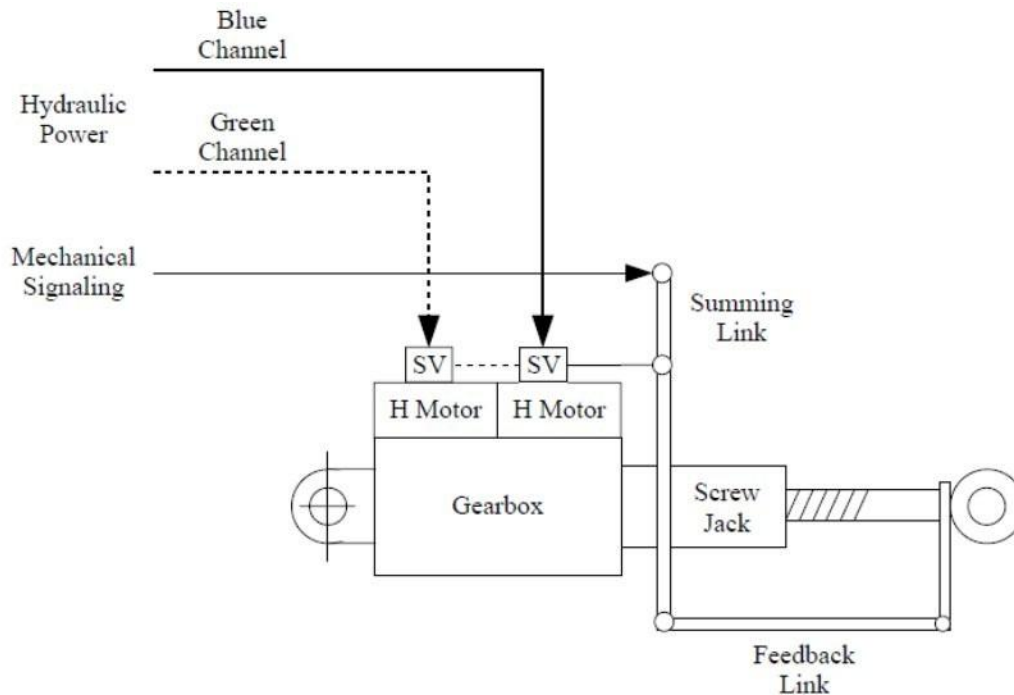 Blue
Channel
Hydraulic
Power
Green
Channel
Mechanical
Signaling
Summing
Link
SV
SV
H Motor
H Motor
Gearbox
Screw
Jack
Feedback
Link